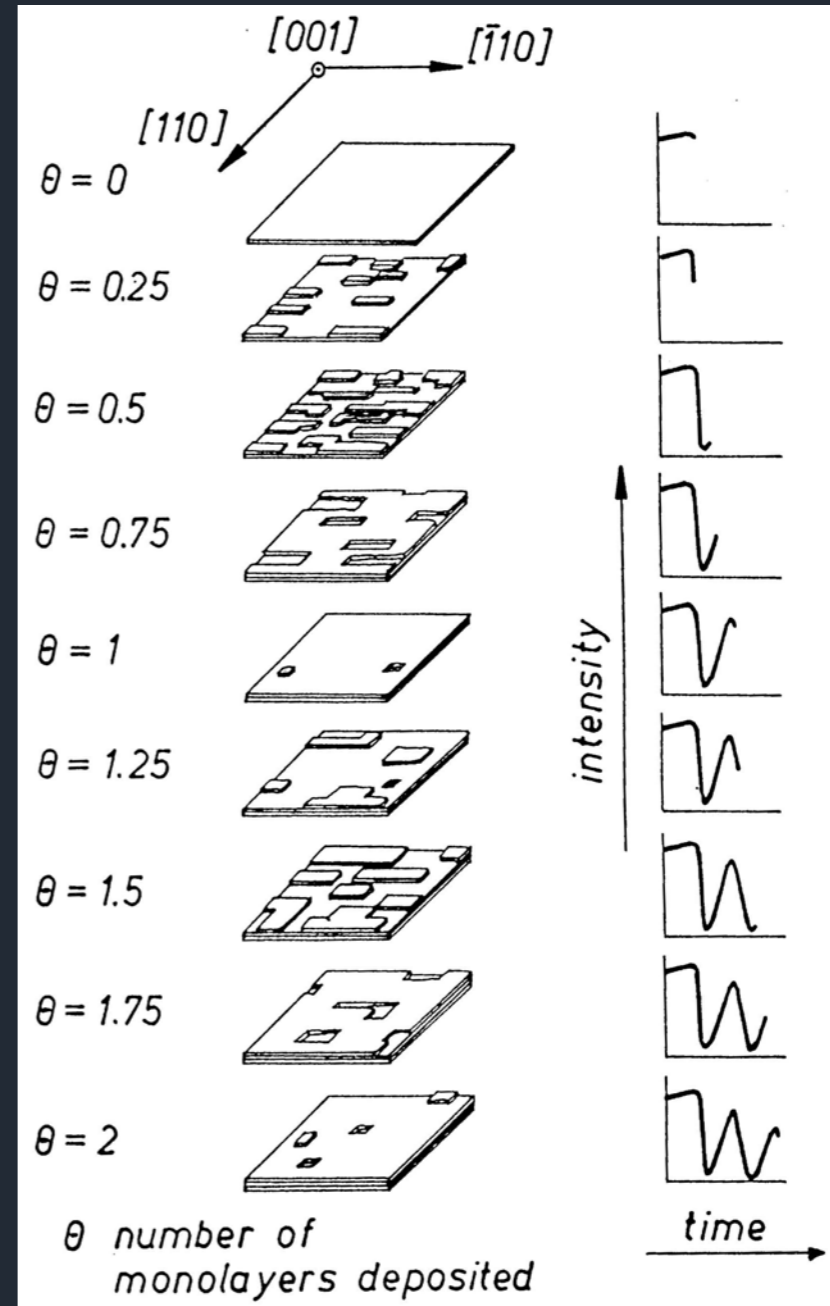 [001]
[1̄10]
[110]
θ = 0
θ = 0.25
θ = 0.5
θ = 0.75
θ = 1
θ = 1.25
θ = 1.5
θ = 1.75
θ = 2
intensity
time
θ number of
monolayers deposited